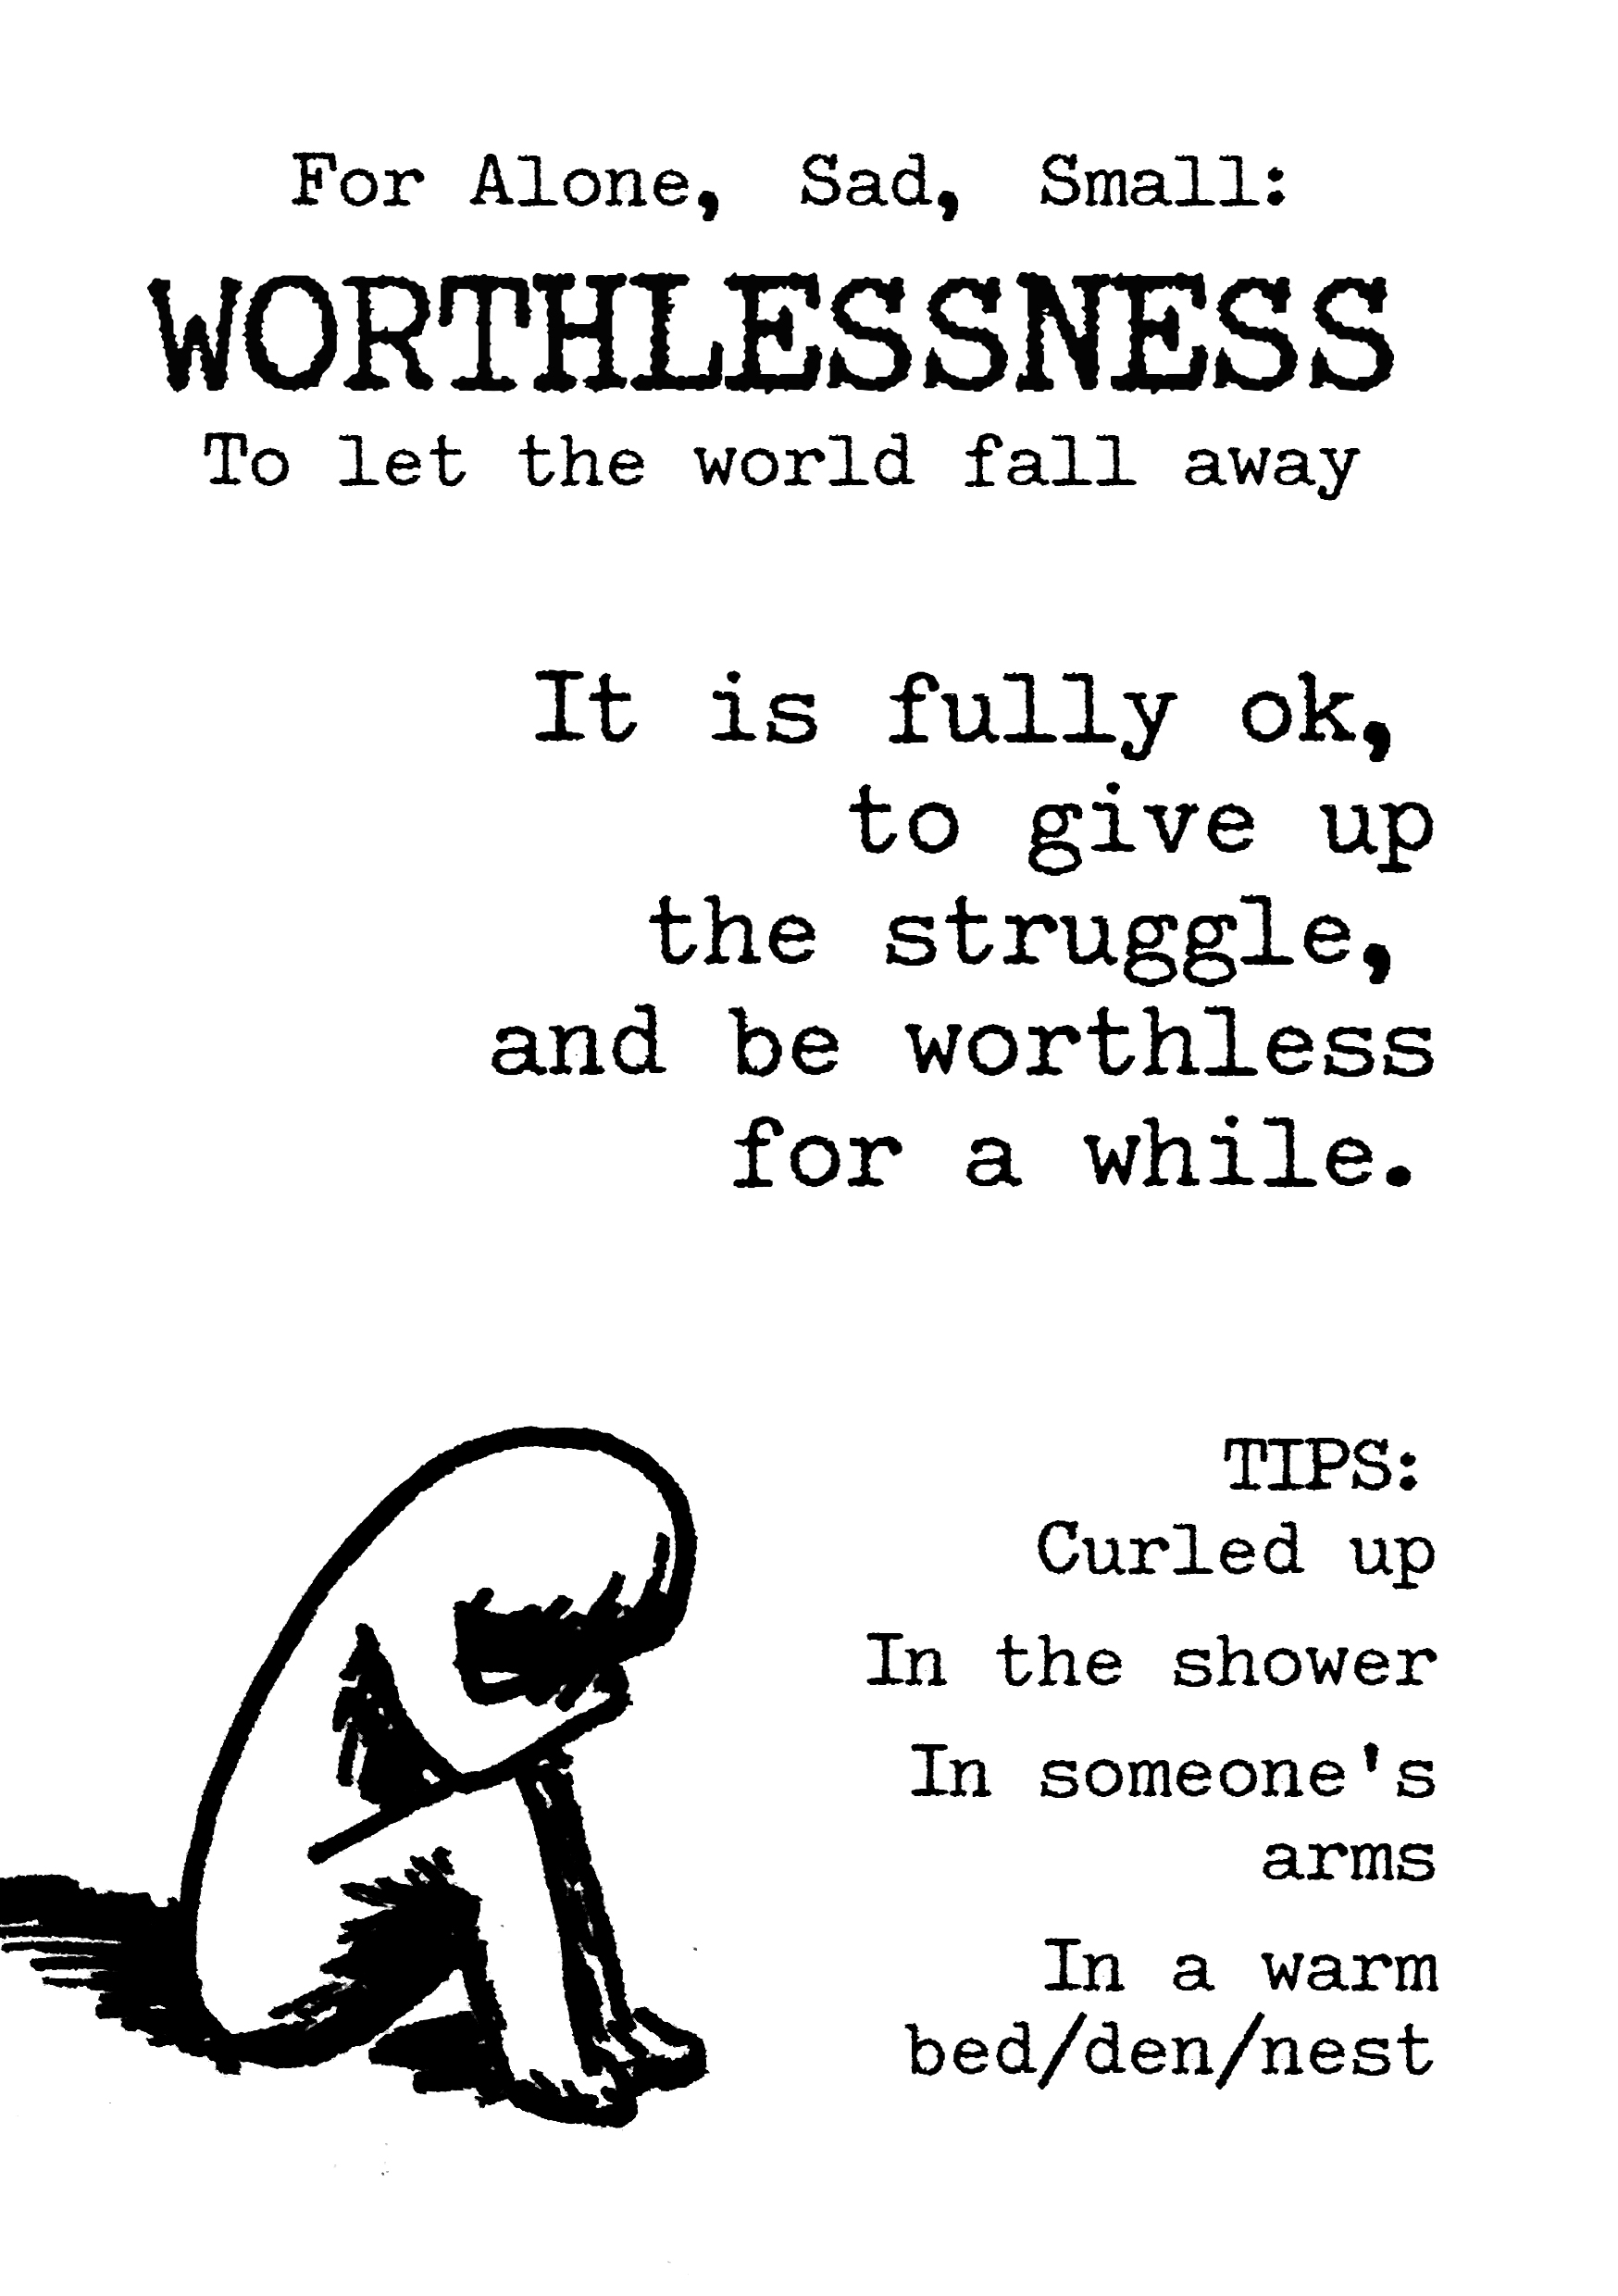 For Alone, Sad, Small:
WORTHLESSNESS
To let the world fall away
It is fully ok,
to give up
the struggle,
and be worthless
for a while.
TIPS:
Curled up
In the shower
In someone's
arms
In a warm
bed/den/nest